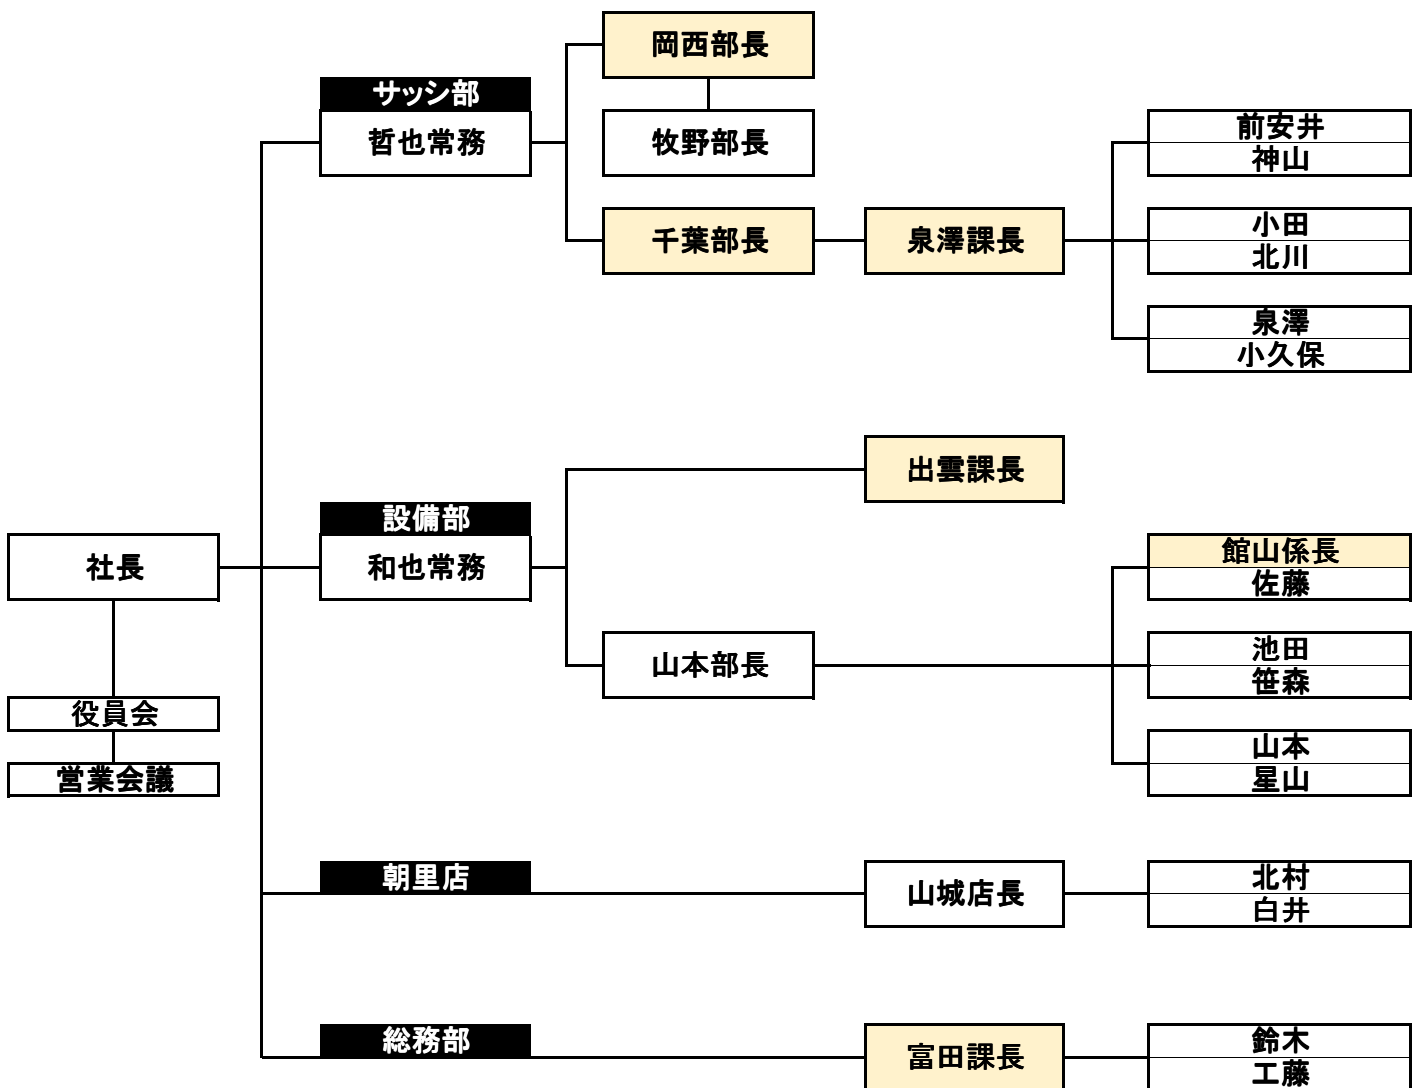 岡西部長
サッシ部
哲也常務
牧野部長
前安井
神山
千葉部長
泉澤課長
小田
北川
泉澤
小久保
出雲課長
設備部
社長
和也常務
館山係長
佐藤
山本部長
池田
笹森
役員会
営業会議
山本
星山
朝里店
山城店長
北村
白井
総務部
富田課長
鈴木
工藤